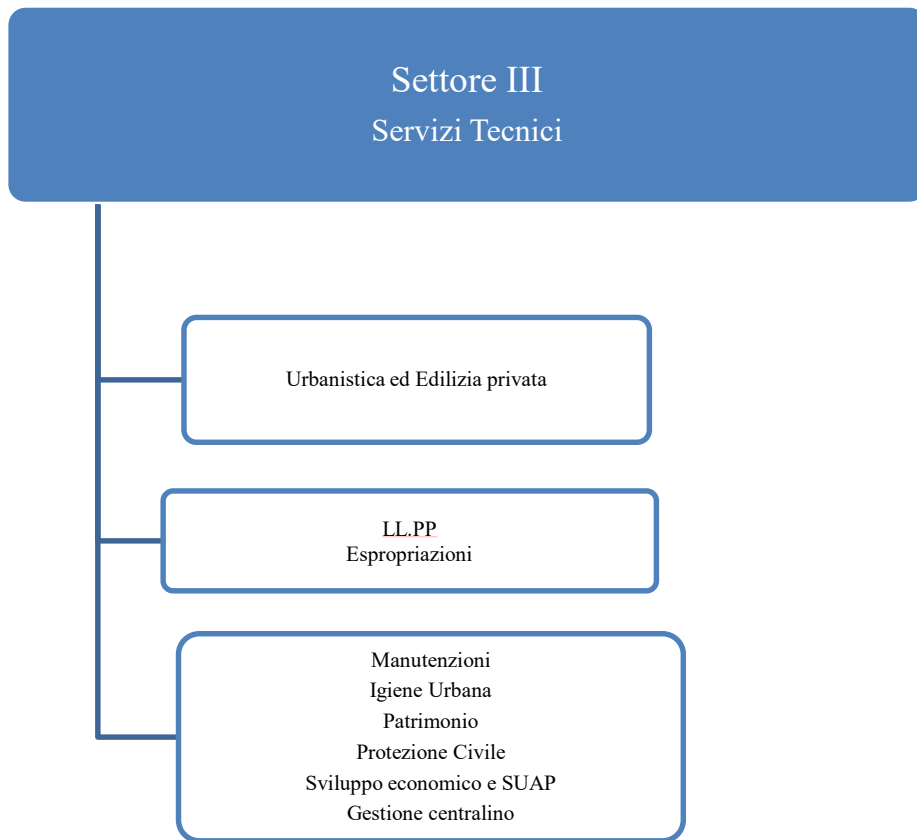 Settore III
Servizi Tecnici
Urbanistica ed Edilizia privata
LL.PP
Espropriazioni
Manutenzioni
Igiene Urbana
Patrimonio
Protezione Civile
Sviluppo economico e SUAP
Gestione centralino